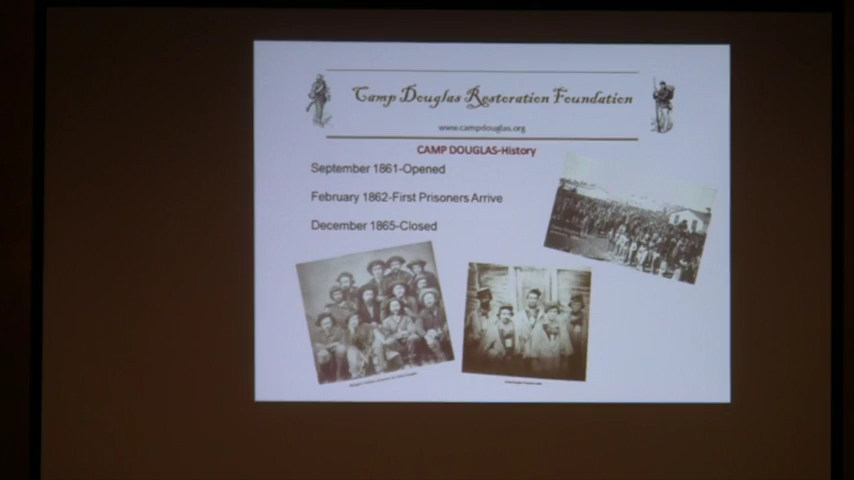 Camp Douglas Restoration Foundation
www.campdouglas.org
CAMP DOUGLAS-History
September 1861-Opened
February 1862-First Prisoners Arrive
December 1865-Closed